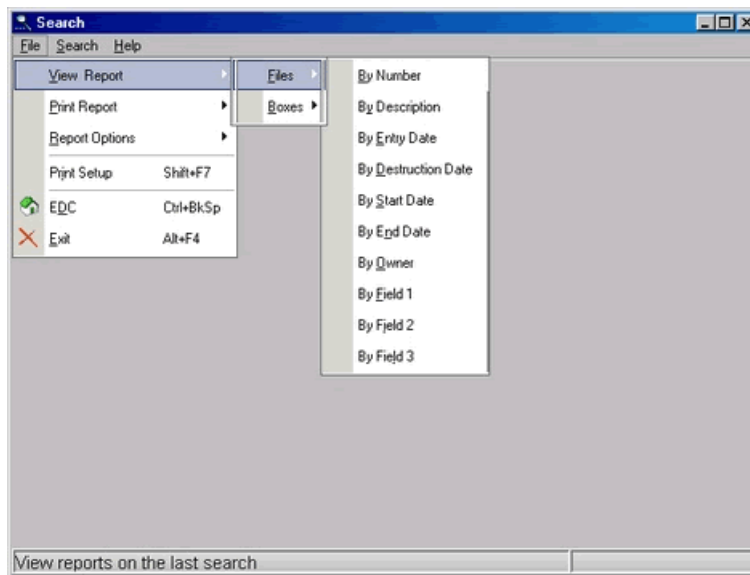 Search
File Search Help
View Report
Print Report
Report Options
Print Setup Shift+F7
EDC Ctrl+BkSp
Exit Alt+F4
Files
Boxes
By Number
By Description
By Entry Date
By Destruction Date
By Start Date
By End Date
By Owner
By Field 1
By Field 2
By Field 3
View reports on the last search